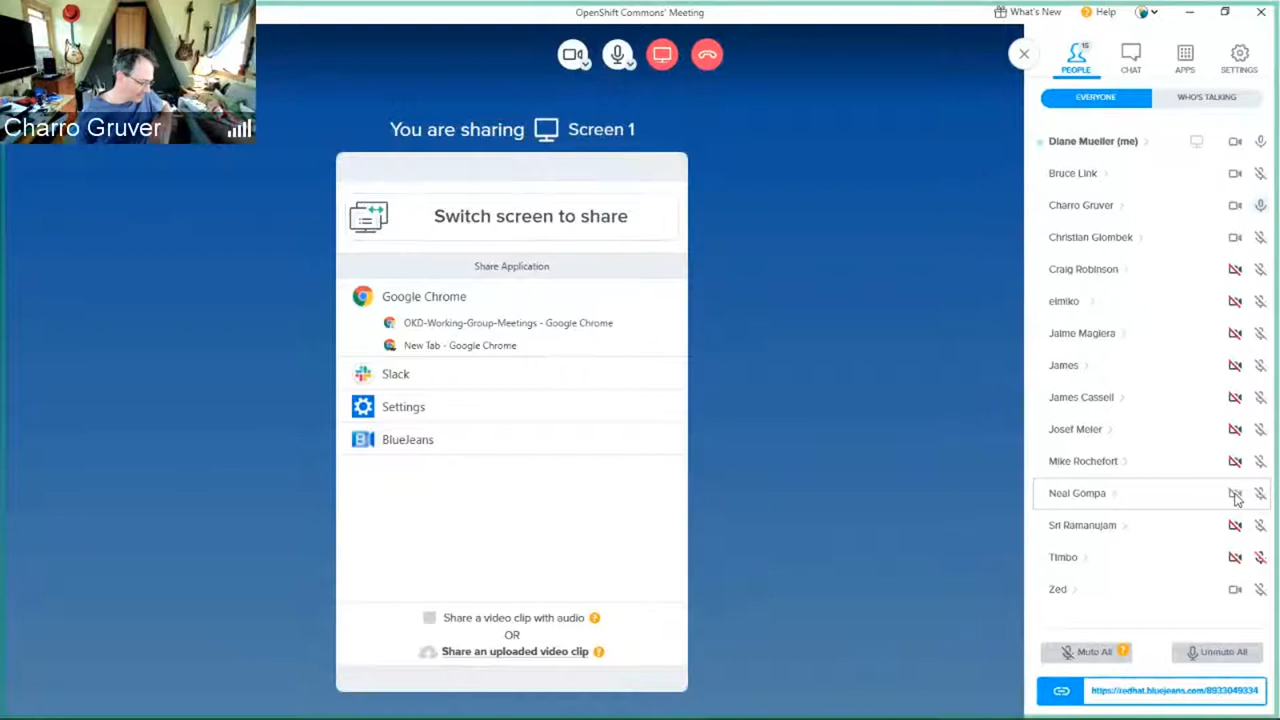 OpenShift Commons' Meeting
What's New
Help
Charro Gruver
You are sharing Screen 1
Switch screen to share
Share Application
Google Chrome
OKD-Working-Group-Meetings - Google Chrome
New Tab - Google Chrome
Slack
Settings
BlueJeans
Share a video clip with audio ?
OR
Share an uploaded video clip ?
15
PEOPLE
CHAT
APPS
SETTINGS
EVERYONE
WHO'S TALKING
Diane Mueller (me)
Bruce Link
Charro Gruver
Christian Glombek
Craig Robinson
elmiko
Jaime Magiera
James
James Cassell
Josef Meier
Mike Rochefort
Neal Gompa
Sri Ramanujam
Timbo
Zed
Mute All ?
Unmute All
https://redhat.bluejeans.com/8933049334